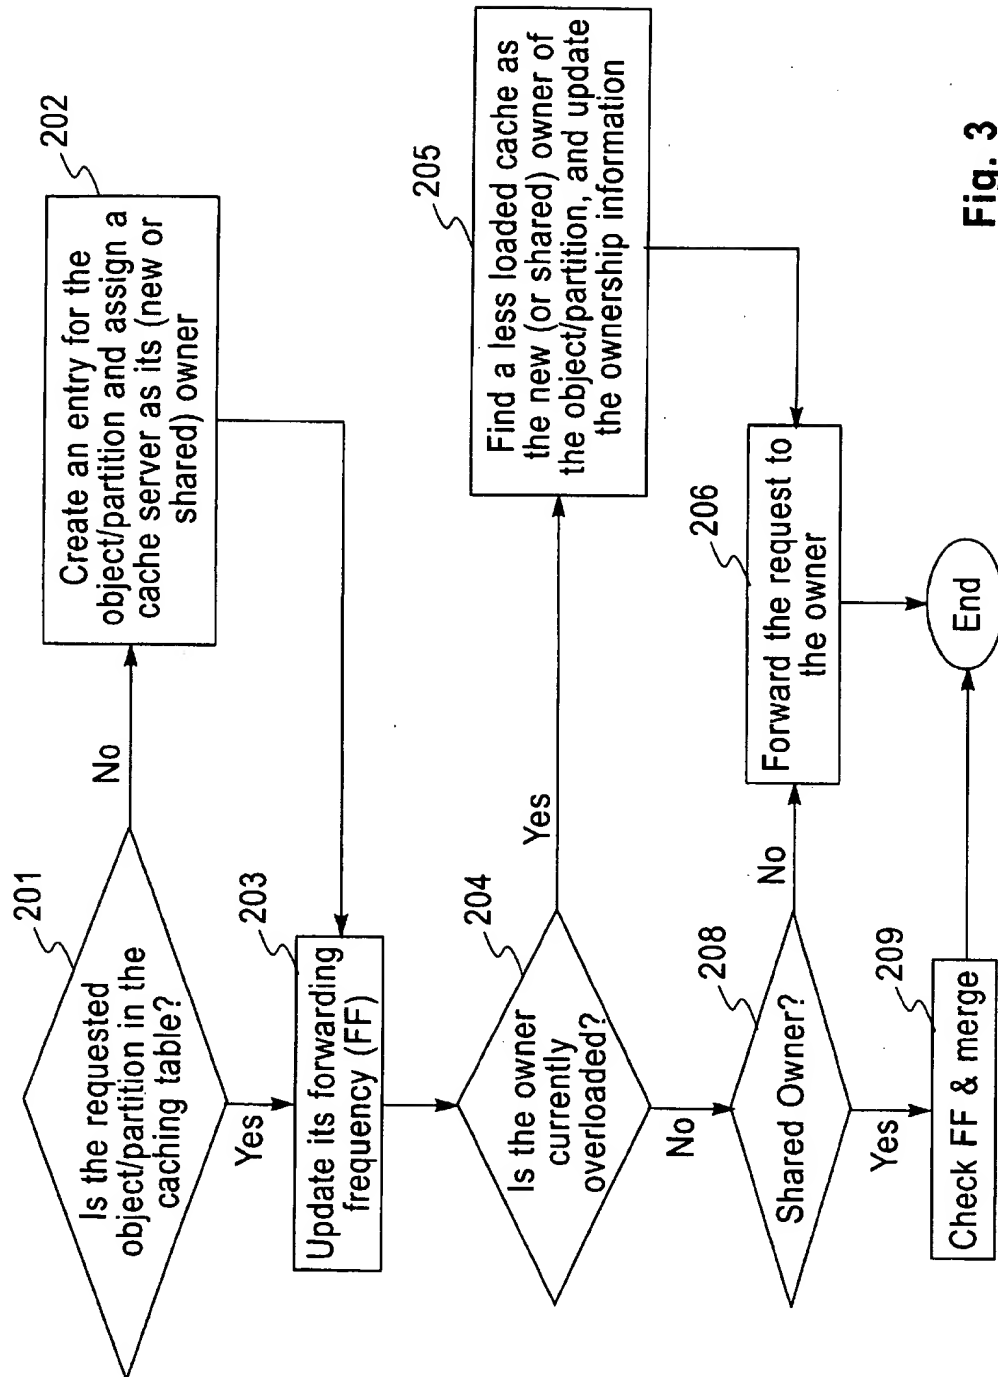 201
Is the requested
object/partition in the
caching table?
No
202
Create an entry for the
object/partition and assign a
cache server as its (new or
shared) owner
Yes
203
Update its forwarding
frequency (FF)
204
Is the owner
currently
overloaded?
Yes
205
Find a less loaded cache as
the new (or shared) owner of
the object/partition, and update
the ownership information
No
208
Shared Owner?
No
206
Forward the request to
the owner
Yes
209
Check FF & merge
End
Fig. 3